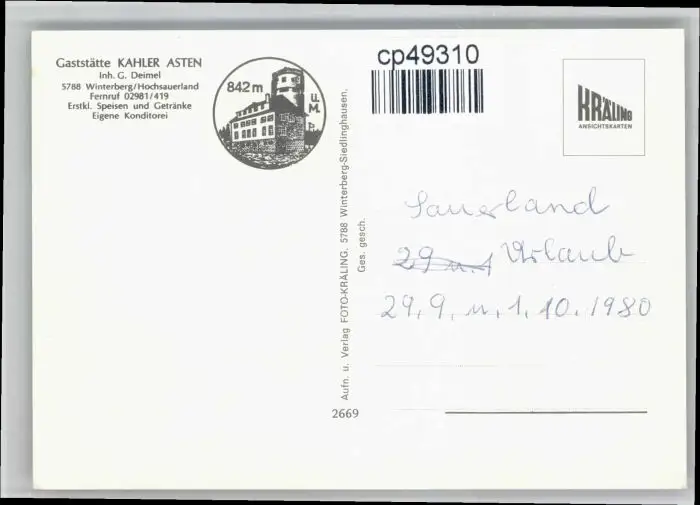 Gaststätte KAHLER ASTEN
Inh. G. Deimel
5788 Winterberg/Hochsauerland
Fernruf 02981/419
Erstkl. Speisen und Getränke
Eigene Konditorei
842 m
ü.
M.
Aufn. u. Verlag FOTO-KRÄLING, 5788 Winterberg-Siedlinghausen,
Ges. gesch.
2669
cp49310
KRÄLING
ANSICHTSKARTEN
Sauerland
29 u. 1 Urlaub
29. 9. u. 1. 10. 1980